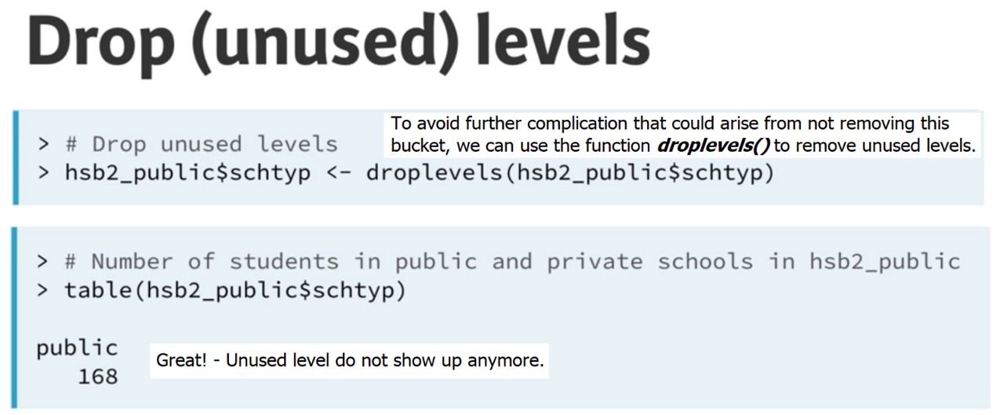 Drop (unused) levels
To avoid further complication that could arise from not removing this
bucket, we can use the function droplevels() to remove unused levels.
> # Drop unused levels
> hsb2_public$schtyp <- droplevels(hsb2_public$schtyp)
> # Number of students in public and private schools in hsb2_public
> table(hsb2_public$schtyp)
public
168
Great! - Unused level do not show up anymore.